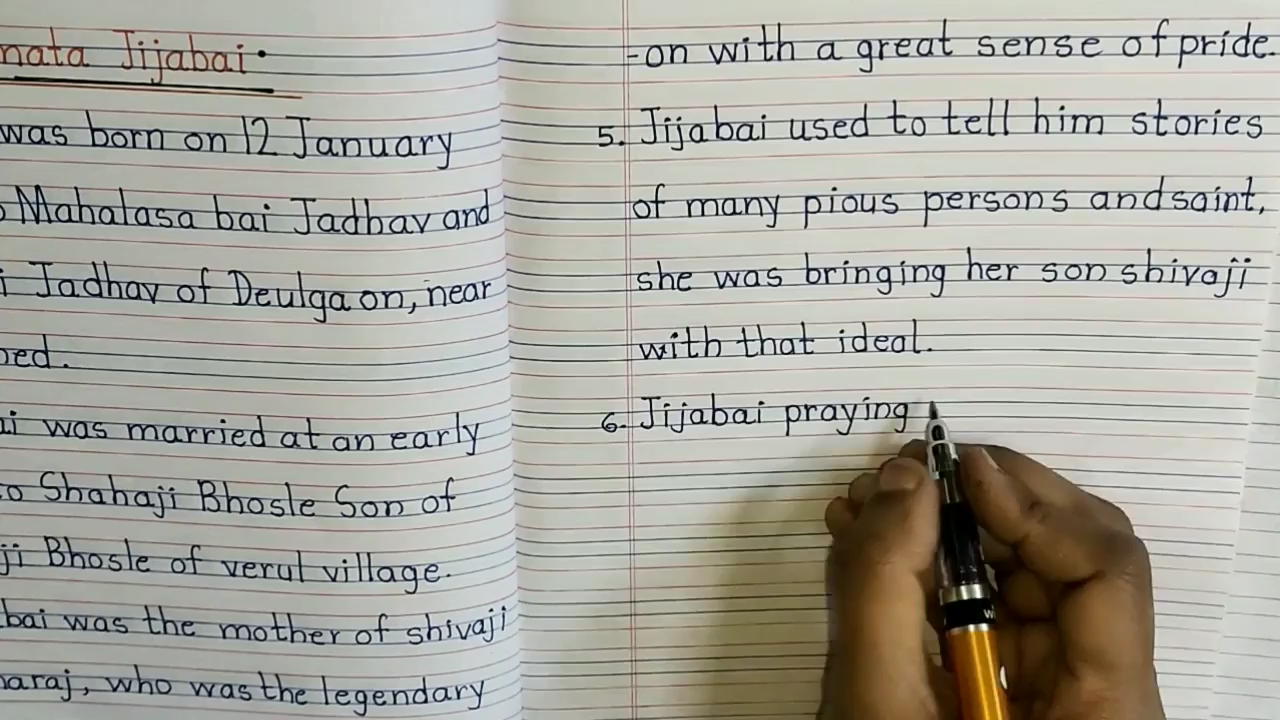 nata Jijabai.
was born on 12 January
Mahalasa bai Jadhav and
i Jadhav of Deulgaon, near
ed.
ai was married at an early
o Shahaji Bhosle Son of
ji Bhosle of verul village.
bai was the mother of shivaji
araj, who was the legendary
-on with a great sense of pride.
5. Jijabai used to tell him stories
of many pious persons and saint,
she was bringing her son shivaji
with that ideal.
6. Jijabai praying